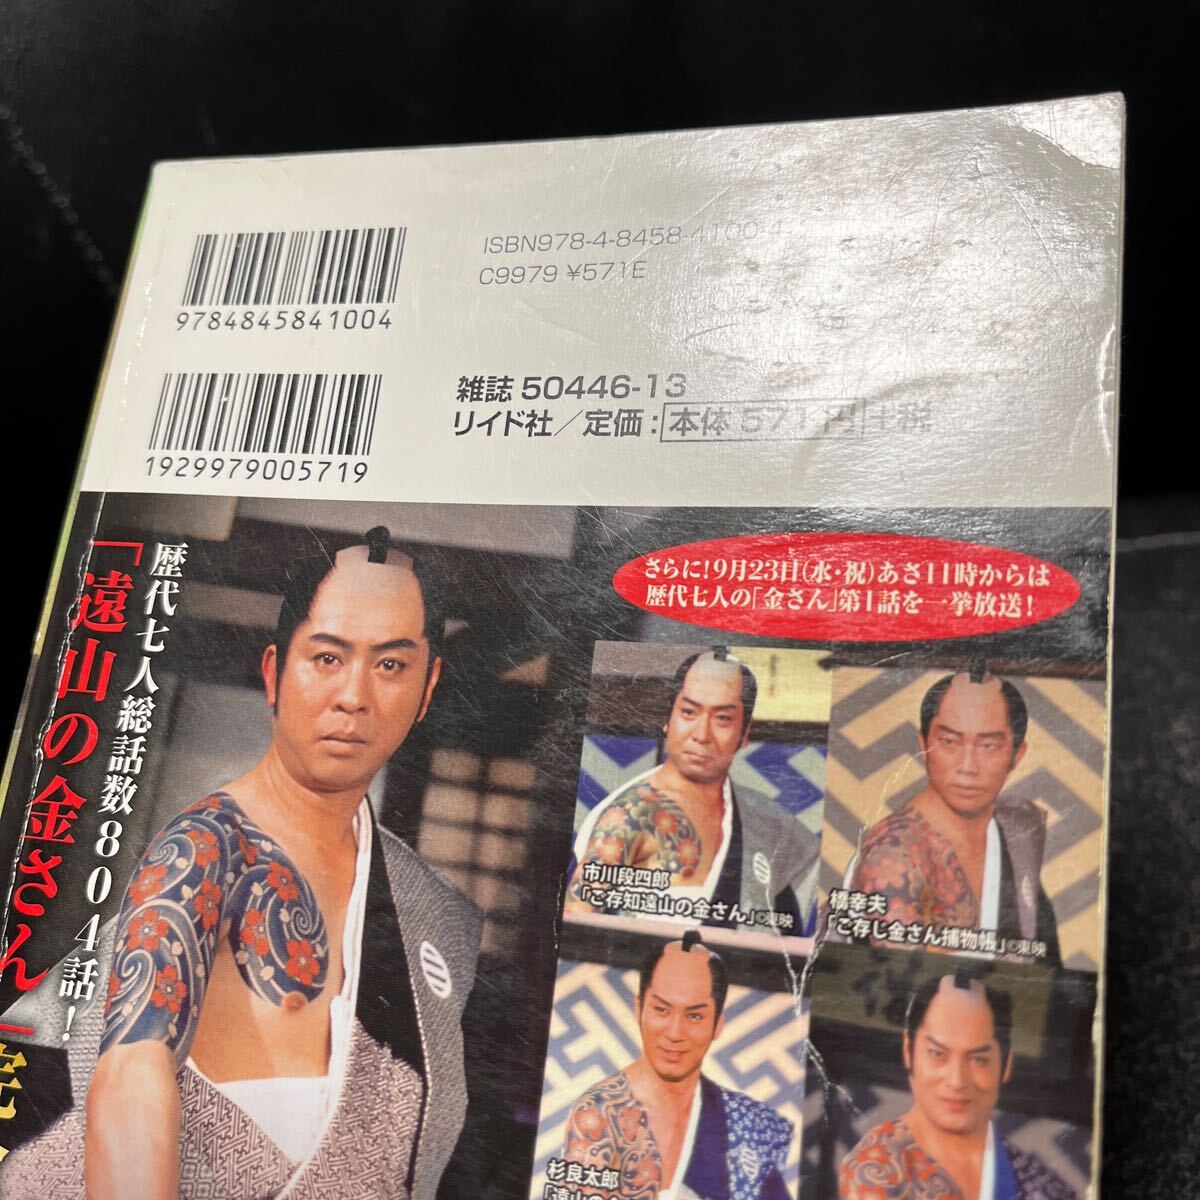 ISBN978-4-8458-4100-4
C9979 ¥571E
9784845841004
雑誌 50446-13
リイド社／定価：本体 571円+税
1929979005719
歴代七人総話数804話！
「遠山の金さん」完
さらに！9月23日（水・祝）あさ11時からは
歴代七人の「金さん」第1話を一挙放送！
市川段四郎
「ご存知遠山の金さん」©東映
橋幸夫
「ご存じ金さん捕物帳」©東映
杉良太郎
「遠山の金